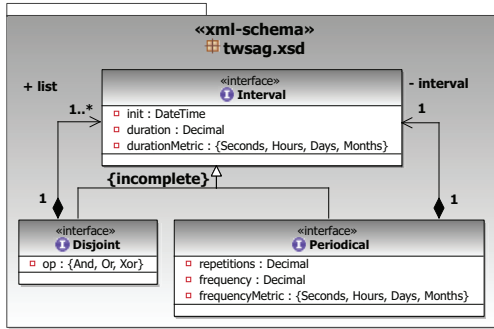 «xml-schema»
twsag.xsd
+ list
- interval
«interface»
Interval
1..*
1
init : DateTime
duration : Decimal
durationMetric : {Seconds, Hours, Days, Months}
{incomplete}
1
1
«interface»
Disjoint
op : {And, Or, Xor}
«interface»
Periodical
repetitions : Decimal
frequency : Decimal
frequencyMetric : {Seconds, Hours, Days, Months}